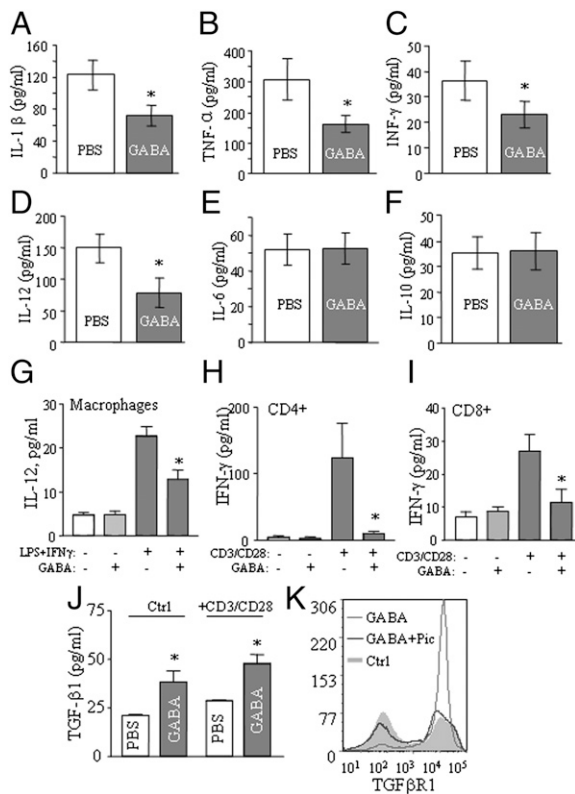 A
B
C
IL-1 β (pg/ml)
160
120
80
40
0
PBS
GABA
*
TNF-α (pg/ml)
400
300
200
100
0
PBS
GABA
*
INF-γ (pg/ml)
50
40
30
20
10
0
PBS
GABA
*
D
E
F
IL-12 (pg/ml)
200
150
100
50
0
PBS
GABA
*
IL-6 (pg/ml)
80
60
40
20
0
PBS
GABA
IL-10 (pg/ml)
50
40
30
20
10
0
PBS
GABA
G
H
I
IL-12, pg/ml
30
20
10
0
Macrophages
*
LPS+IFNγ: - - + +
GABA: - + - +
IFN-γ (pg/ml)
200
100
0
CD4+
*
CD3/CD28: - - + +
GABA: - + - +
IFN-γ (pg/ml)
40
30
20
10
0
CD8+
*
CD3/CD28: - - + +
GABA: - + - +
J
K
TGF-β1 (pg/ml)
75
50
25
0
Ctrl
+CD3/CD28
*
*
PBS
GABA
PBS
GABA
306
220
153
77
0
GABA
GABA+Pic
Ctrl
10¹ 10² 10³ 10⁴ 10⁵
TGFβR1